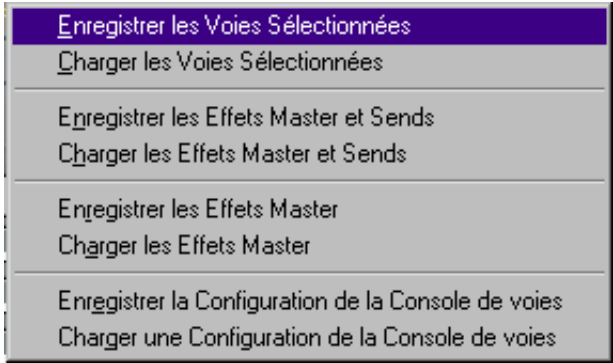 Enregistrer les Voies Sélectionnées
Charger les Voies Sélectionnées
Enregistrer les Effets Master et Sends
Charger les Effets Master et Sends
Enregistrer les Effets Master
Charger les Effets Master
Enregistrer la Configuration de la Console de voies
Charger une Configuration de la Console de voies